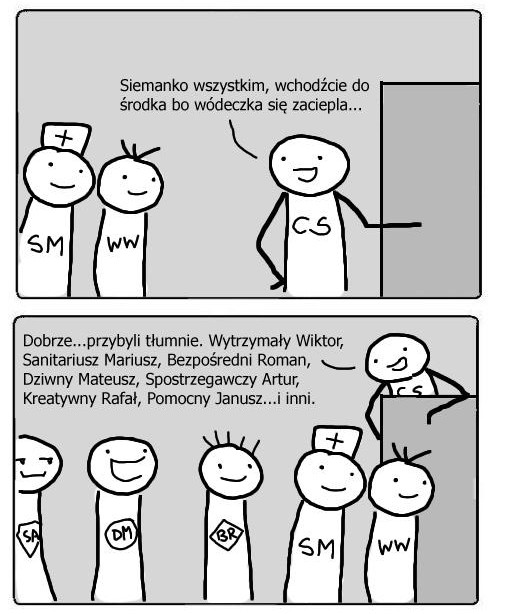 Siemanko wszystkim, wchodźcie do
środka bo wódeczka się zaciepla...
SM
WW
CS
Dobrze...przybyli tłumnie. Wytrzymały Wiktor,
Sanitariusz Mariusz, Bezpośredni Roman,
Dziwny Mateusz, Spostrzegawczy Artur,
Kreatywny Rafał, Pomocny Janusz...i inni.
CS
SA
DM
BR
SM
WW